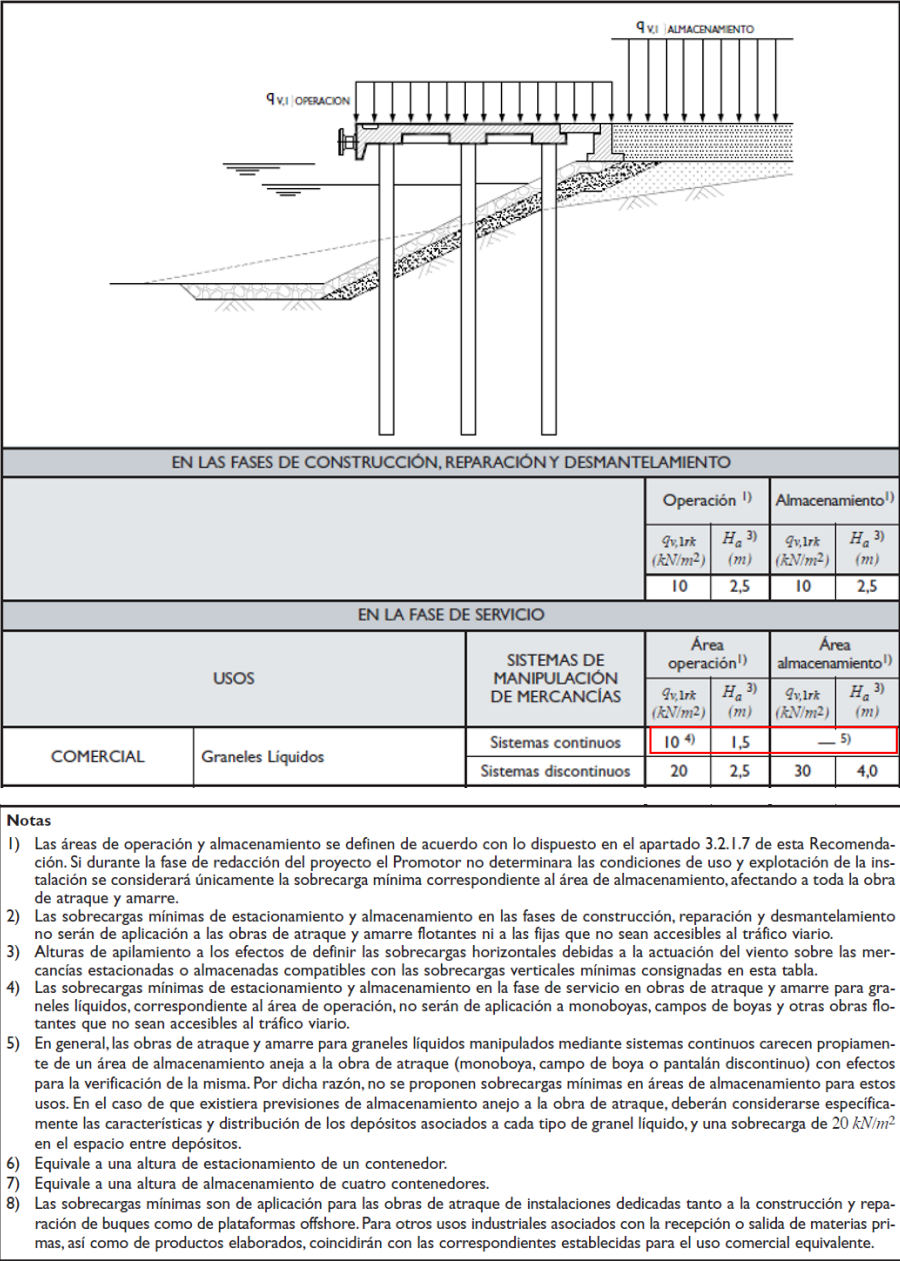 q v,1 ] ALMACENAMIENTO
q v,1 ] OPERACION
EN LAS FASES DE CONSTRUCCIÓN, REPARACIÓN Y DESMANTELAMIENTO
Operación 1) Almacenamiento1)
qv,1rk (kN/m2) Ha 3) (m) qv,1rk (kN/m2) Ha 3) (m)
10 2,5 10 2,5
EN LA FASE DE SERVICIO
USOS
SISTEMAS DE
MANIPULACIÓN
DE MERCANCÍAS
Área
operación1)
Área
almacenamiento1)
qv,1rk (kN/m2) Ha 3) (m) qv,1rk (kN/m2) Ha 3) (m)
COMERCIAL Graneles Líquidos
Sistemas continuos 10 4) 1,5 — 5)
Sistemas discontinuos 20 2,5 30 4,0
Notas
1) Las áreas de operación y almacenamiento se definen de acuerdo con lo dispuesto en el apartado 3.2.1.7 de esta Recomenda-
ción. Si durante la fase de redacción del proyecto el Promotor no determinara las condiciones de uso y explotación de la ins-
talación se considerará únicamente la sobrecarga mínima correspondiente al área de almacenamiento, afectando a toda la obra
de atraque y amarre.
2) Las sobrecargas mínimas de estacionamiento y almacenamiento en las fases de construcción, reparación y desmantelamiento
no serán de aplicación a las obras de atraque y amarre flotantes ni a las fijas que no sean accesibles al tráfico viario.
3) Alturas de apilamiento a los efectos de definir las sobrecargas horizontales debidas a la actuación del viento sobre las mer-
cancías estacionadas o almacenadas compatibles con las sobrecargas verticales mínimas consignadas en esta tabla.
4) Las sobrecargas mínimas de estacionamiento y almacenamiento en la fase de servicio en obras de atraque y amarre para gra-
neles líquidos, correspondiente al área de operación, no serán de aplicación a monoboyas, campos de boyas y otras obras flo-
tantes que no sean accesibles al tráfico viario.
5) En general, las obras de atraque y amarre para graneles líquidos manipulados mediante sistemas continuos carecen propiamen-
te de un área de almacenamiento aneja a la obra de atraque (monoboya, campo de boya o pantalán discontinuo) con efectos
para la verificación de la misma. Por dicha razón, no se proponen sobrecargas mínimas en áreas de almacenamiento para estos
usos. En el caso de que existiera previsiones de almacenamiento anejo a la obra de atraque, deberán considerarse específica-
mente las características y distribución de los depósitos asociados a cada tipo de granel líquido, y una sobrecarga de 20 kN/m2
en el espacio entre depósitos.
6) Equivale a una altura de estacionamiento de un contenedor.
7) Equivale a una altura de almacenamiento de cuatro contenedores.
8) Las sobrecargas mínimas son de aplicación para las obras de atraque de instalaciones dedicadas tanto a la construcción y repa-
ración de buques como de plataformas offshore. Para otros usos industriales asociados con la recepción o salida de materias pri-
mas, así como de productos elaborados, coincidirán con las correspondientes establecidas para el uso comercial equivalente.